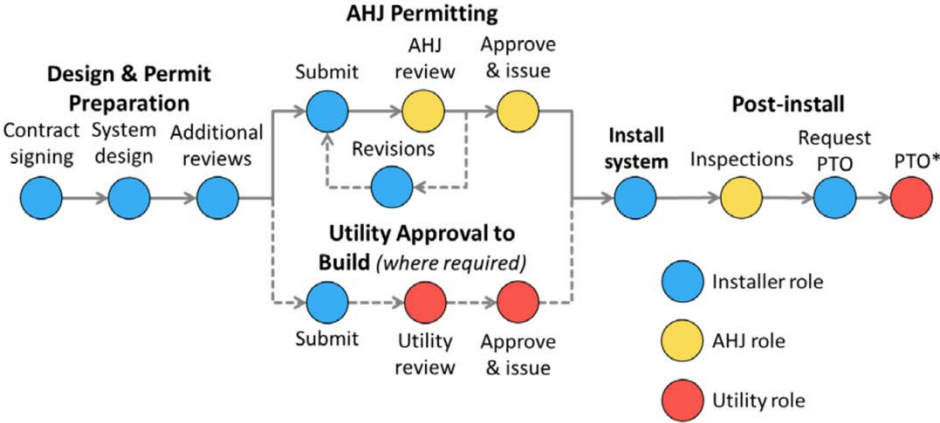 AHJ Permitting
Design & Permit
Preparation
Contract
signing
System
design
Additional
reviews
Submit
AHJ
review
Approve
& issue
Revisions
Utility Approval to
Build (where required)
Submit
Utility
review
Approve
& issue
Install
system
Post-install
Inspections
Request
PTO
PTO*
Installer role
AHJ role
Utility role